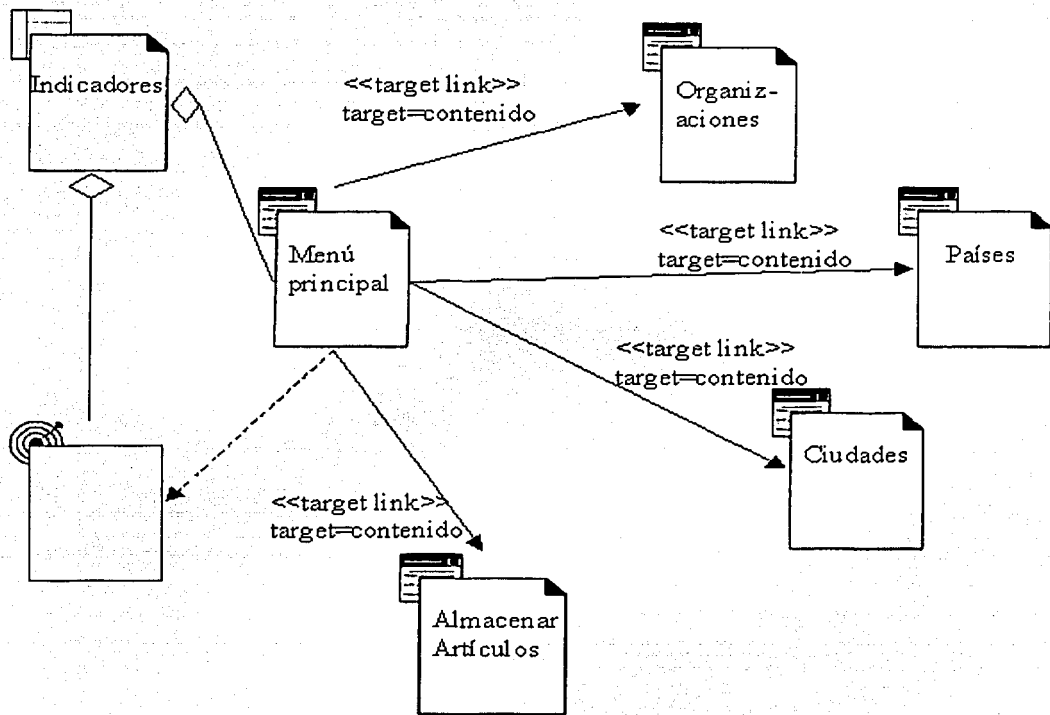 Indicadores
<<target link>>
target=contenido
Organiz-
aciones
Menú
principal
<<target link>>
target=contenido
Países
<<target link>>
target=contenido
Ciudades
<<target link>>
target=contenido
Almacenar
Artículos